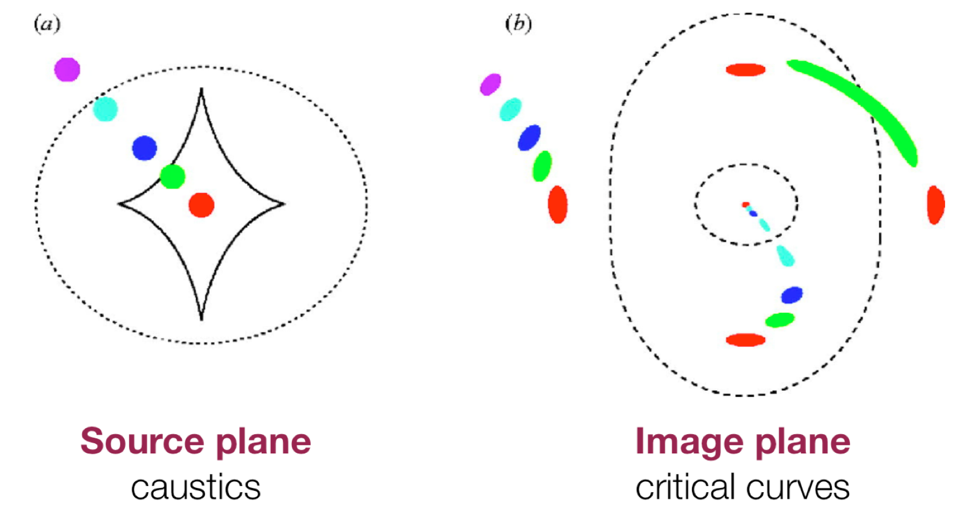 (a)
(b)
Source plane
caustics
Image plane
critical curves